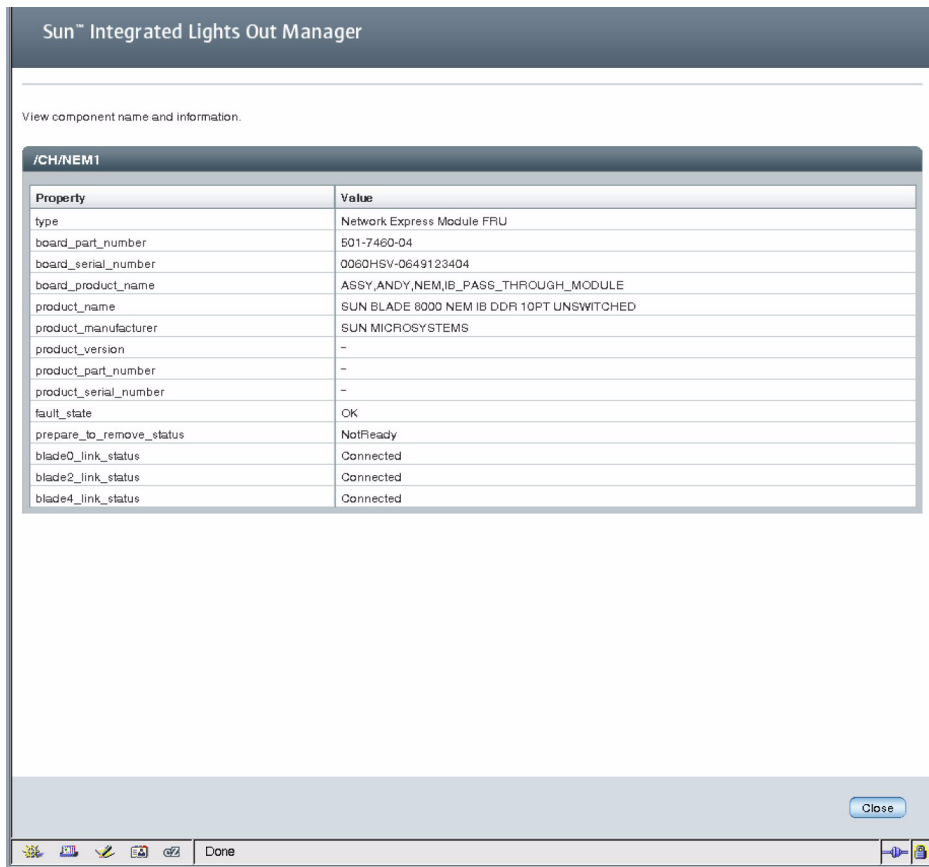 Sun™ Integrated Lights Out Manager
View component name and information.
/CH/NEM1
Property Value
type Network Express Module FRU
board_part_number 501-7460-04
board_serial_number 0060HSV-0649123404
board_product_name ASSY,ANDY,NEM,IB_PASS_THROUGH_MODULE
product_name SUN BLADE 8000 NEM IB DDR 10PT UNSWITCHED
product_manufacturer SUN MICROSYSTEMS
product_version -
product_part_number -
product_serial_number -
fault_state OK
prepare_to_remove_status NotReady
blade0_link_status Connected
blade2_link_status Connected
blade4_link_status Connected
Close
Done